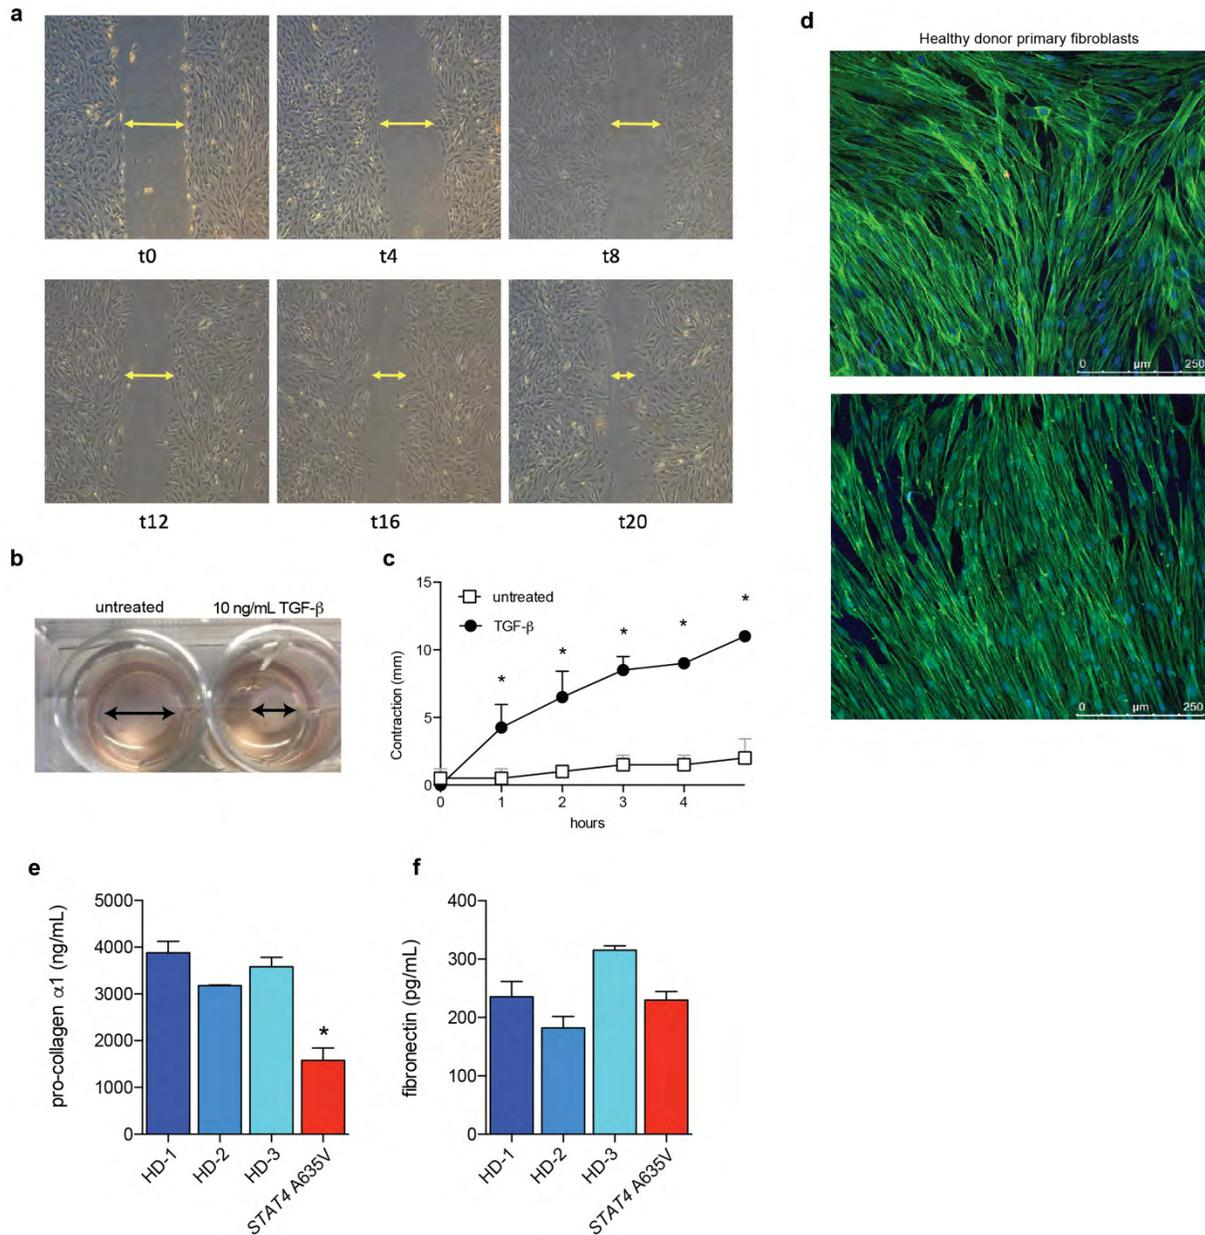 a
t0
t4
t8
t12
t16
t20
b
untreated
10 ng/mL TGF-β
c
15
10
5
0
Contraction (mm)
untreated
TGF-β
*
*
*
*
*
0
1
2
3
4
hours
d
Healthy donor primary fibroblasts
0
µm
250
0
µm
250
e
5000
4000
3000
2000
1000
0
pro-collagen α1 (ng/mL)
*
HD-1
HD-2
HD-3
STAT4 A635V
f
400
300
200
100
0
fibronectin (pg/mL)
HD-1
HD-2
HD-3
STAT4 A635V